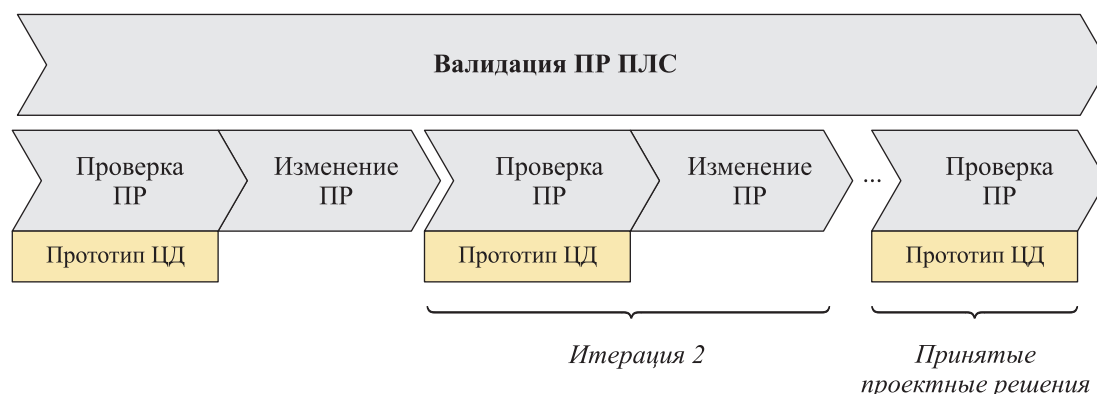 Валидация ПР ПЛС
Проверка
ПР
Изменение
ПР
Проверка
ПР
Изменение
ПР
...
Проверка
ПР
Прототип ЦД
Прототип ЦД
Прототип ЦД
Итерация 2
Принятые
проектные решения